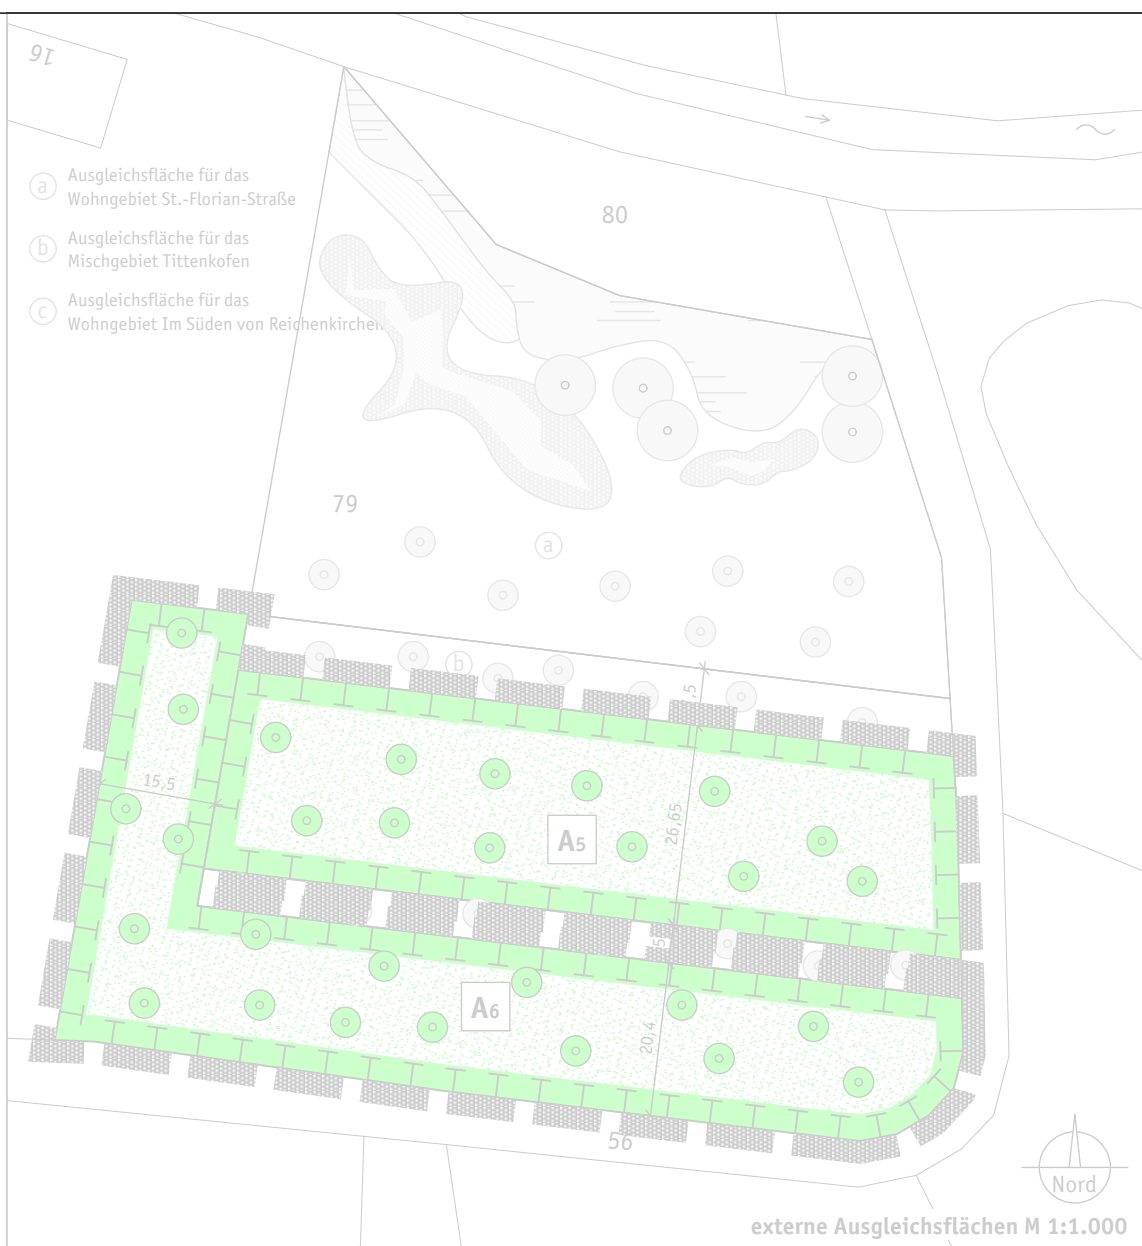 16
a Ausgleichsfläche für das
Wohngebiet St.-Florian-Straße
b Ausgleichsfläche für das
Mischgebiet Tittenkofen
c Ausgleichsfläche für das
Wohngebiet Im Süden von Reichenkirchen
80
79
a
b
5
15,5
26,65
A5
5
A6
20,4
56
Nord
externe Ausgleichsflächen M 1:1.000